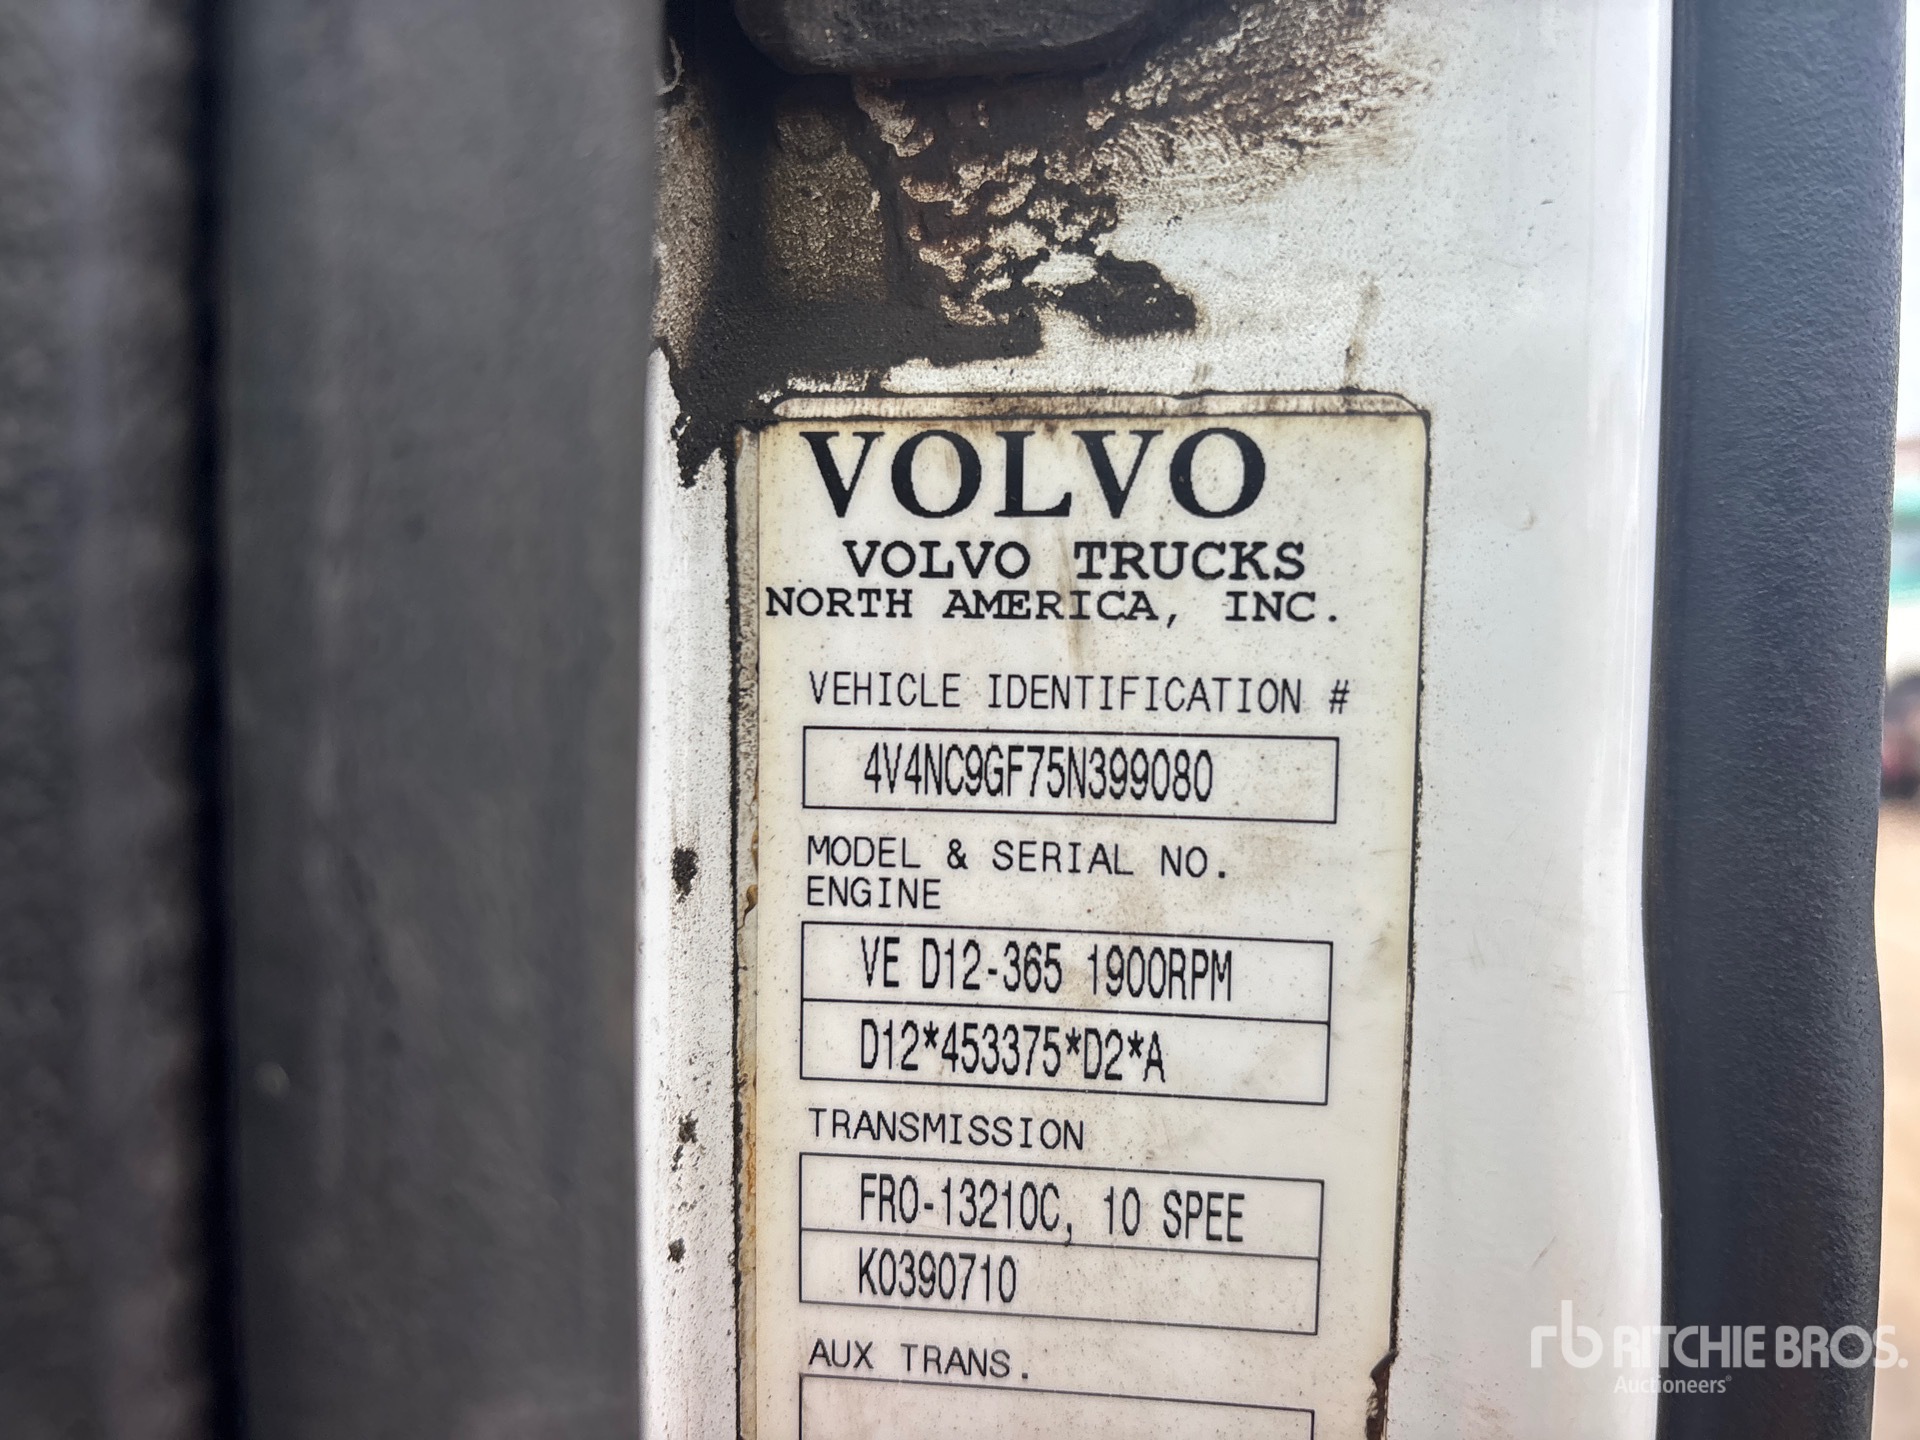 VOLVO
VOLVO TRUCKS
NORTH AMERICA, INC.
VEHICLE IDENTIFICATION #
4V4NC9GF75N399080
MODEL & SERIAL NO.
ENGINE
VE D12-365 1900RPM
D12*453375*D2*A
TRANSMISSION
FRO-13210C, 10 SPEE
K0390710
AUX TRANS.
rb RITCHIE BROS.
Auctioneers